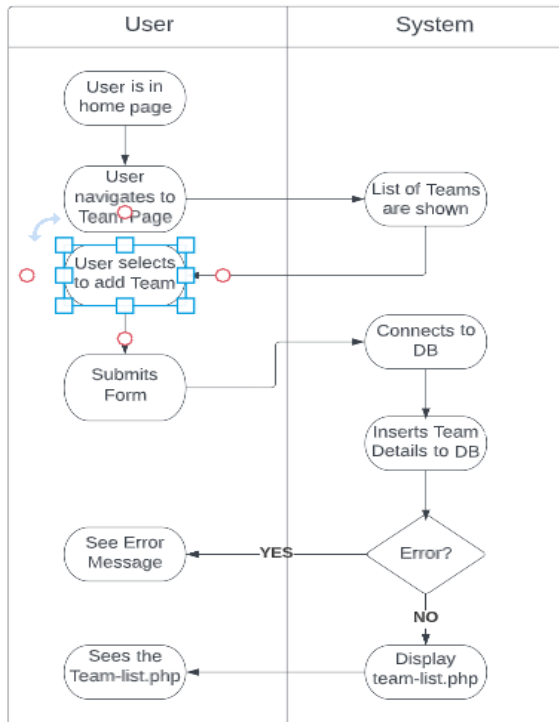 User
System
User is in
home page
User
navigates to
Team Page
List of Teams
are shown
User selects
to add Team
Connects to
DB
Submits
Form
Inserts Team
Details to DB
See Error
Message
YES
Error?
NO
Sees the
Team-list.php
Display
team-list.php